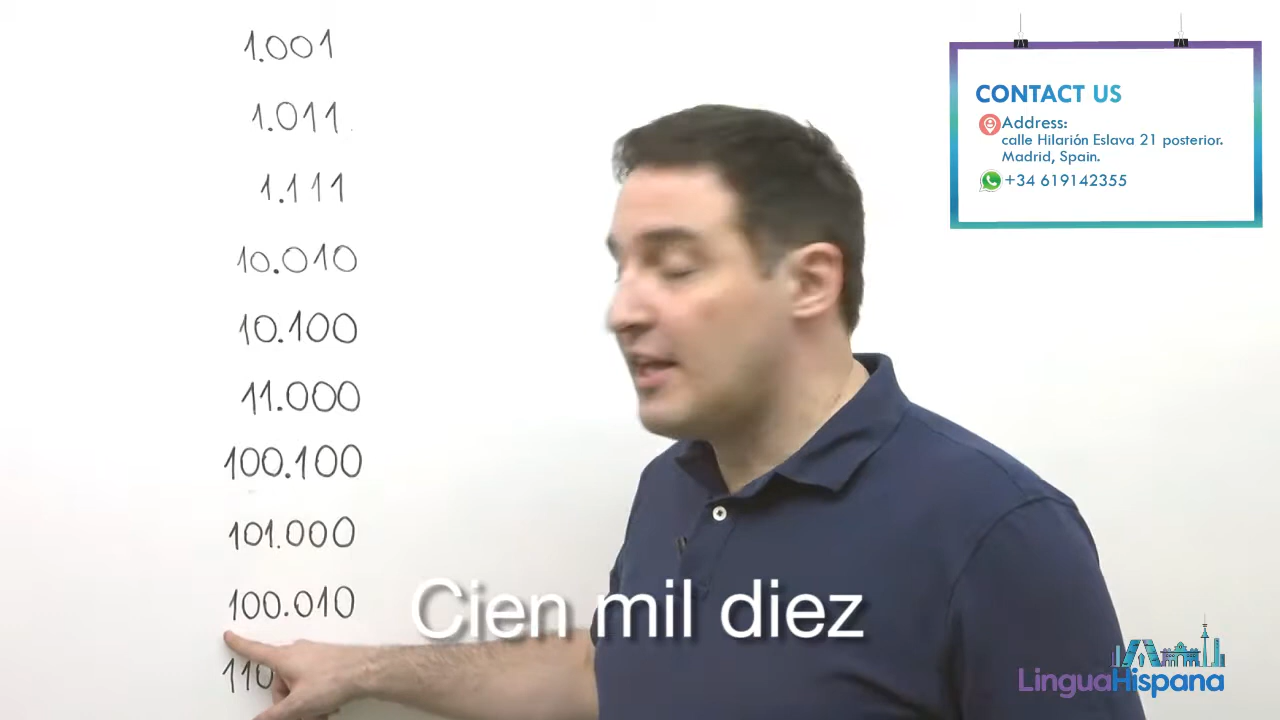 1.001
1.011
1.111
10.010
10.100
11.000
100.100
101.000
100.010
110
Cien mil diez
CONTACT US
Address:
calle Hilarión Eslava 21 posterior.
Madrid, Spain.
+34 619142355
LinguaHispana